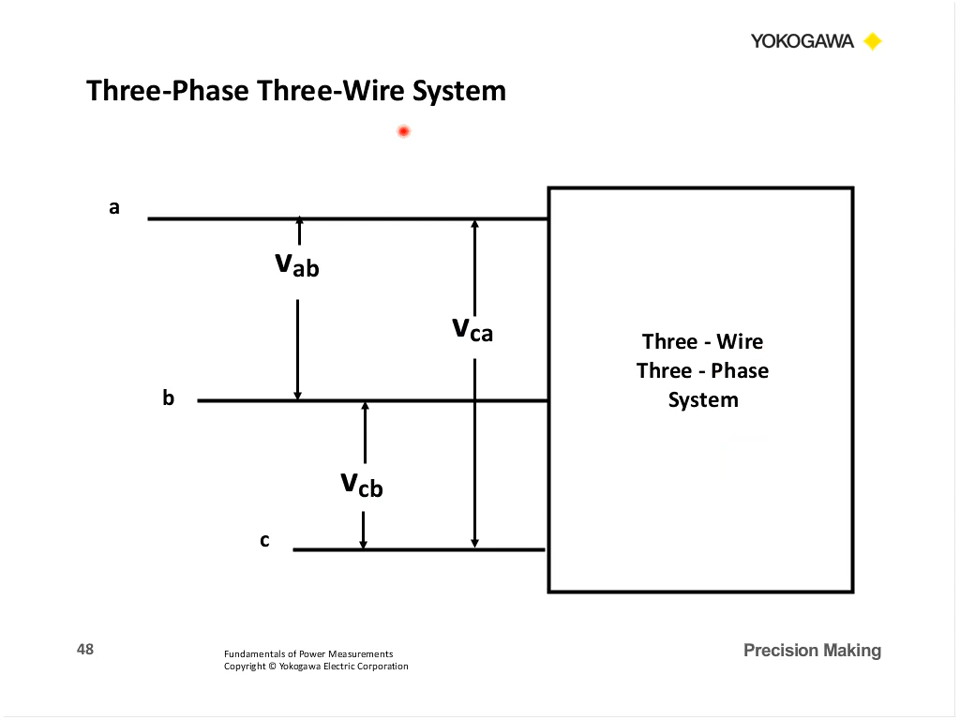 YOKOGAWA
Three-Phase Three-Wire System
a
vab
vca
Three - Wire
Three - Phase
System
b
vcb
c
48
Fundamentals of Power Measurements
Copyright © Yokogawa Electric Corporation
Precision Making